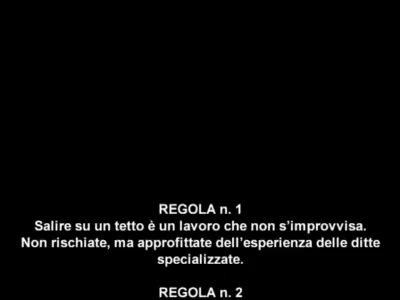 REGOLA n. 1
Salire su un tetto è un lavoro che non s'improvvisa.
Non rischiate, ma approfittate dell'esperienza delle ditte
specializzate.
REGOLA n. 2